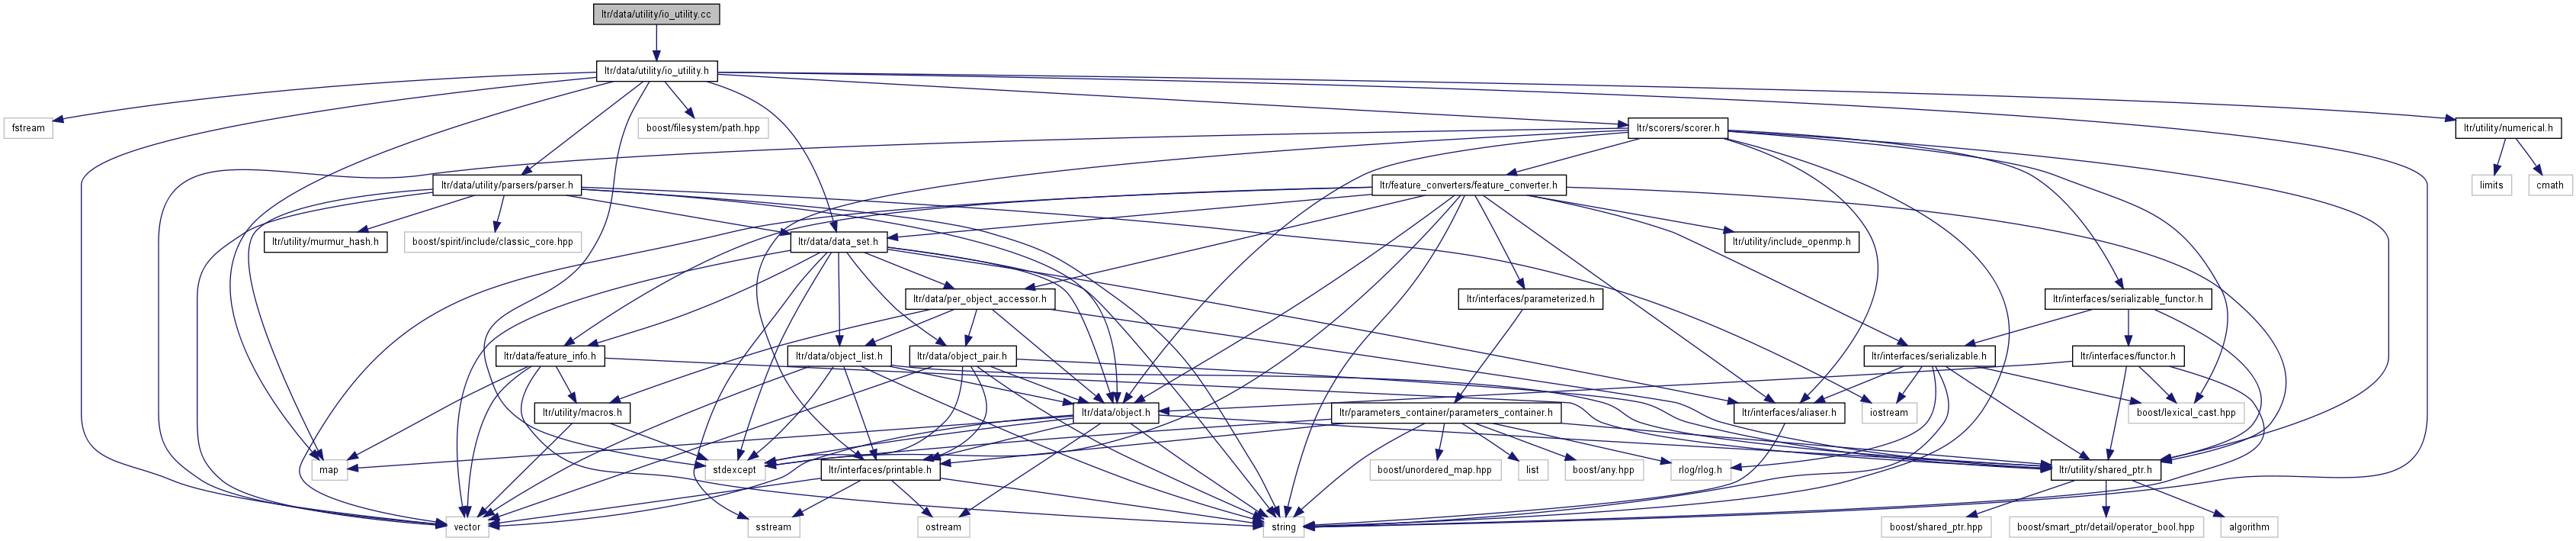 ltr/data/utility/io_utility.cc
ltr/data/utility/io_utility.h
fstream
boost/filesystem/path.hpp
ltr/scorers/scorer.h
ltr/utility/numerical.h
ltr/data/utility/parsers/parser.h
ltr/feature_converters/feature_converter.h
limits
cmath
ltr/utility/murmur_hash.h
boost/spirit/include/classic_core.hpp
ltr/data/data_set.h
ltr/utility/include_openmp.h
ltr/data/per_object_accessor.h
ltr/interfaces/parameterized.h
ltr/interfaces/serializable_functor.h
ltr/data/feature_info.h
ltr/data/object_list.h
ltr/data/object_pair.h
ltr/interfaces/serializable.h
ltr/interfaces/functor.h
ltr/utility/macros.h
ltr/data/object.h
ltr/parameters_container/parameters_container.h
ltr/interfaces/aliaser.h
iostream
boost/lexical_cast.hpp
map
stdexcept
ltr/interfaces/printable.h
boost/unordered_map.hpp
list
boost/any.hpp
rlog/rlog.h
ltr/utility/shared_ptr.h
vector
sstream
ostream
string
boost/shared_ptr.hpp
boost/smart_ptr/detail/operator_bool.hpp
algorithm